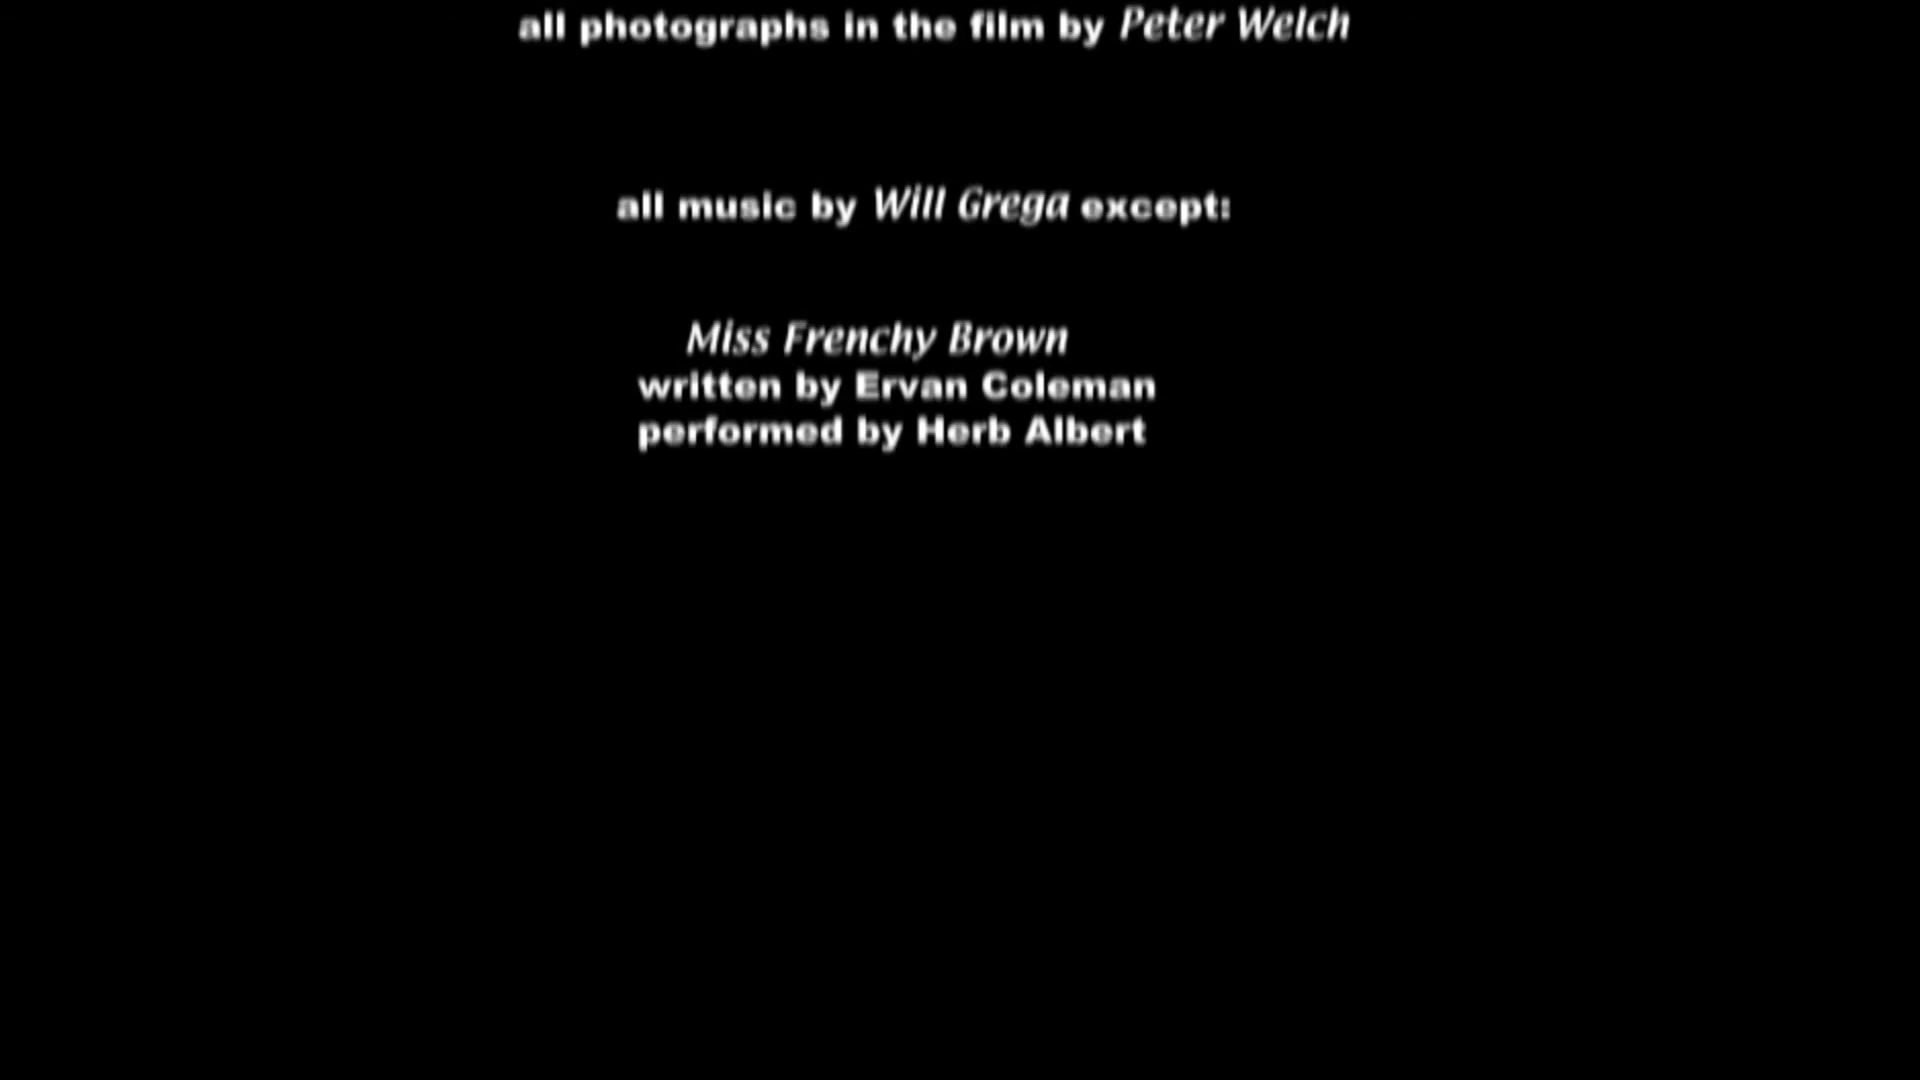 all photographs in the film by Peter Welch
all music by Will Grega except:
Miss Frenchy Brown
written by Ervan Coleman
performed by Herb Albert